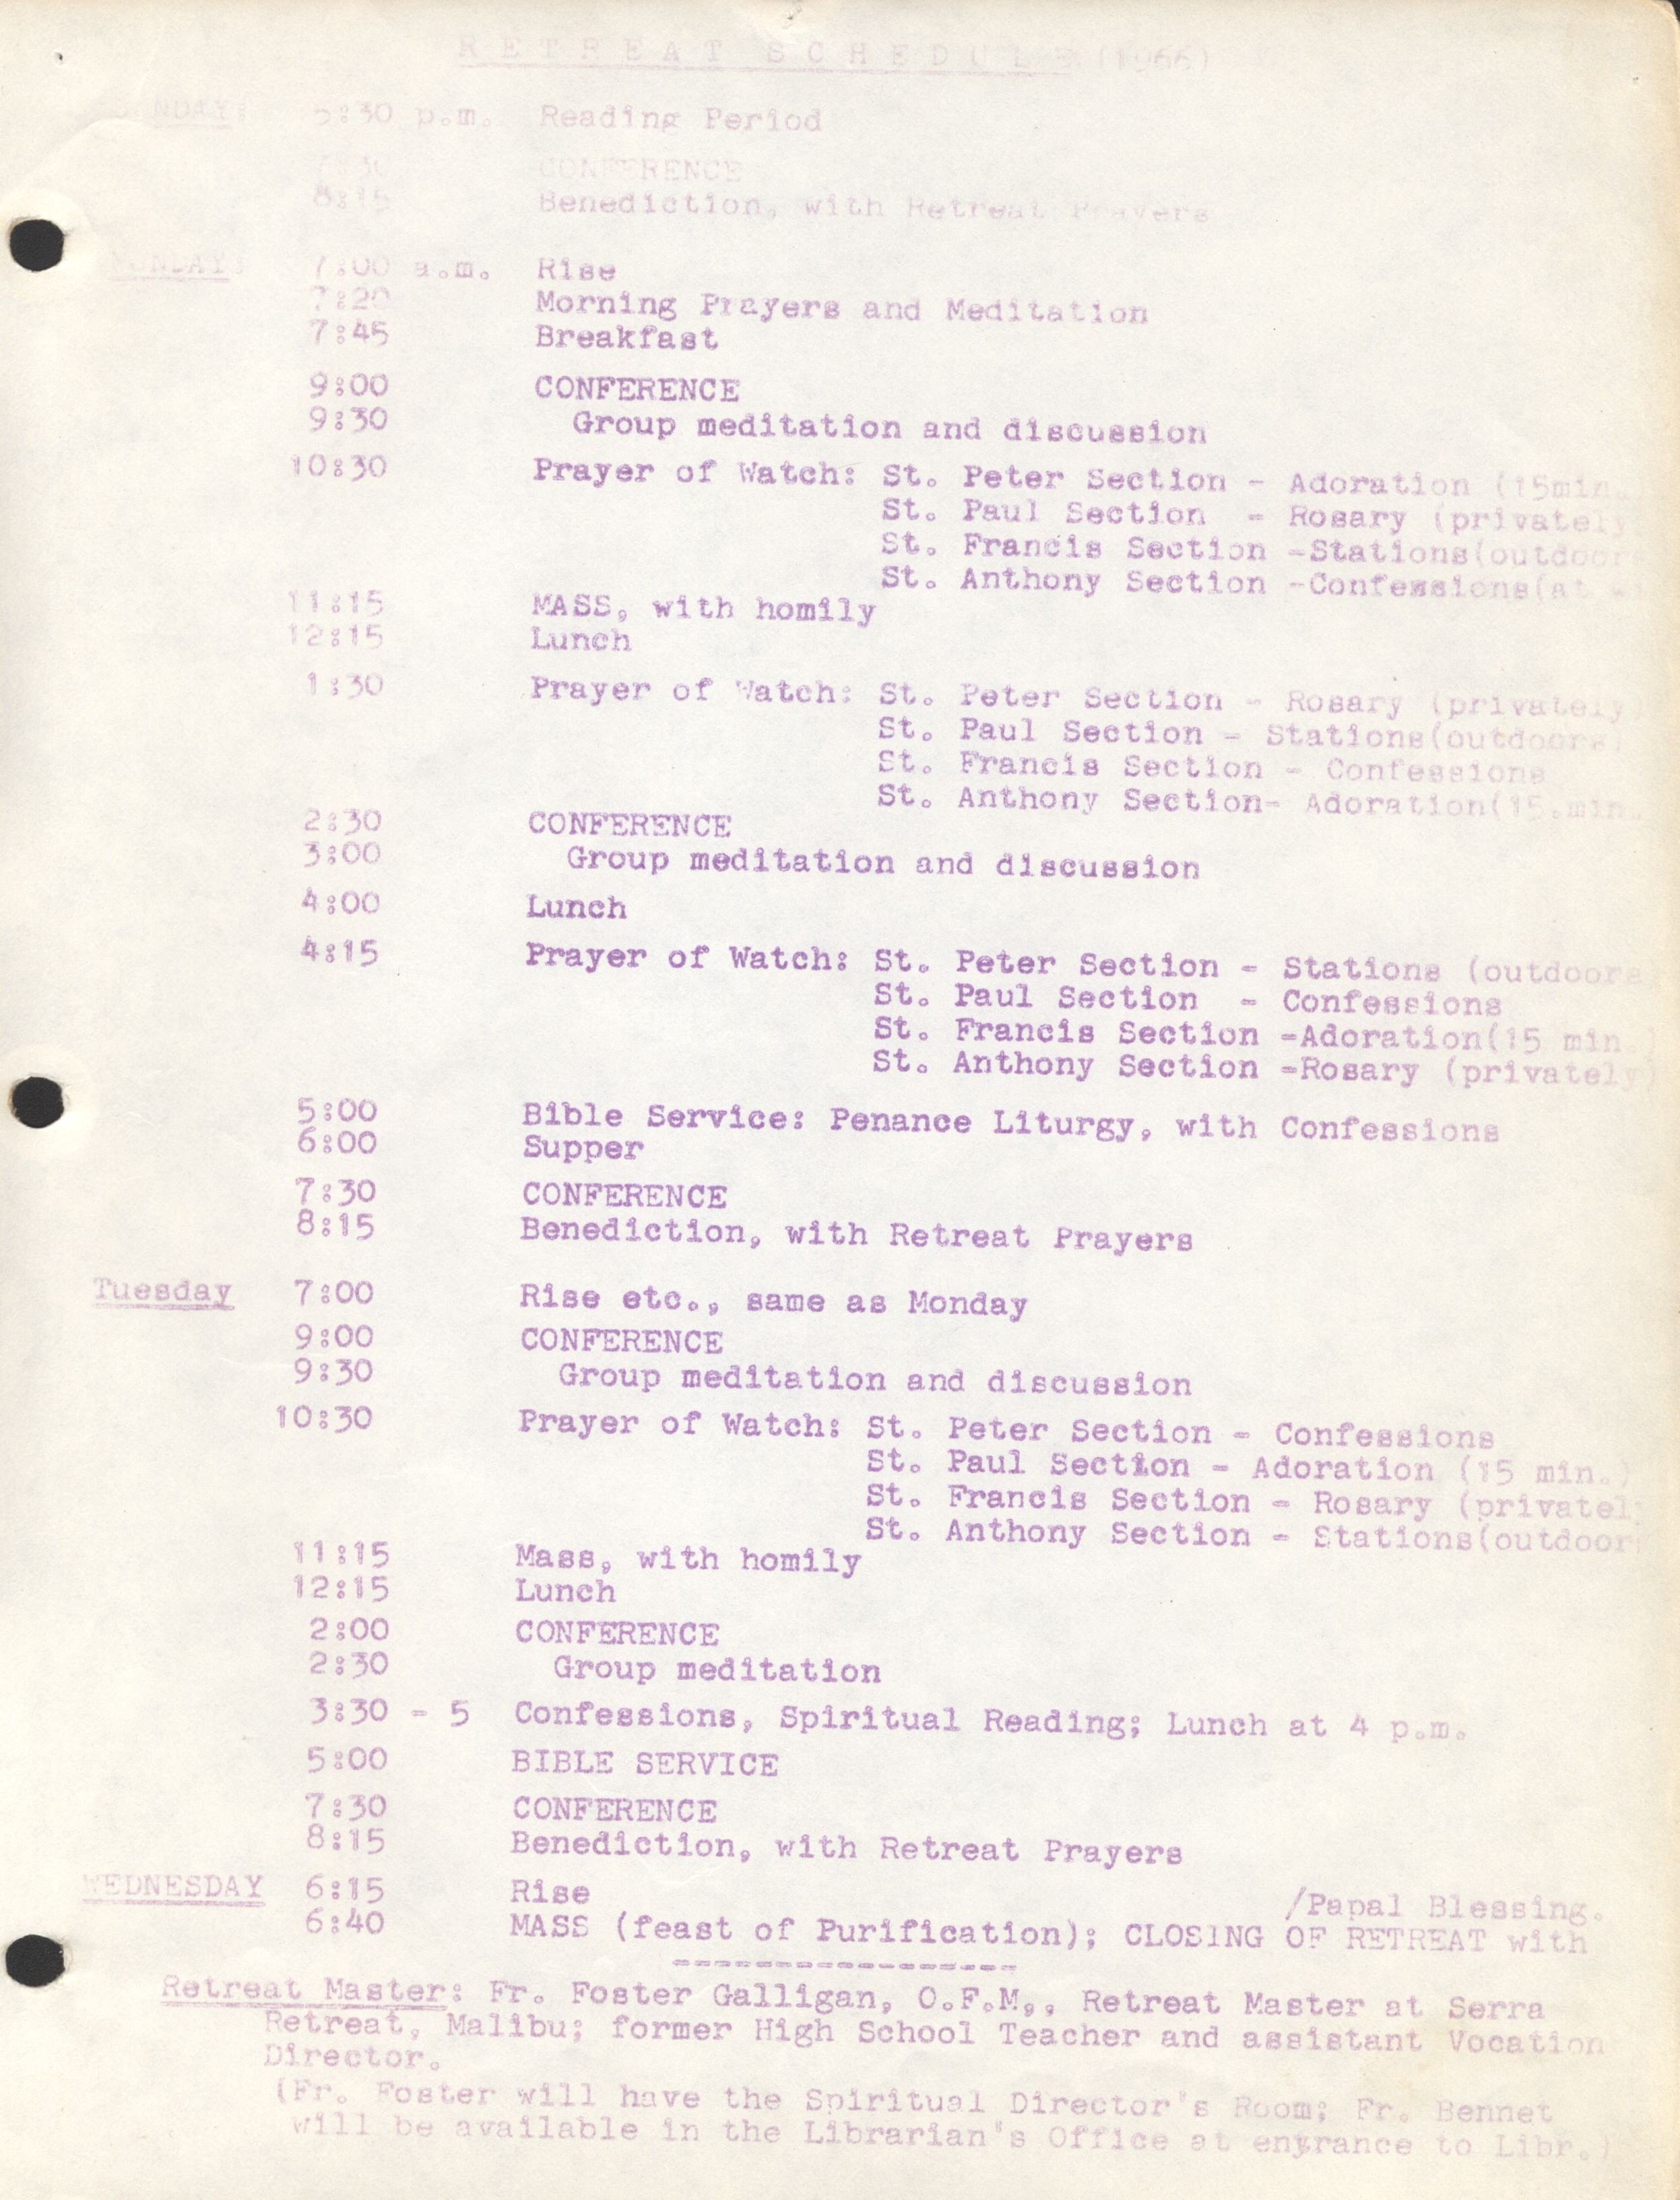 RETREAT SCHEDULE (1966)
5:30 p.m. Reading Period
7:30 CONFERENCE
8:15 Benediction, with Retreat Prayers
MONDAY: 7:00 a.m. Rise
7:20 Morning Prayers and Meditation
7:45 Breakfast
9:00 CONFERENCE
9:30 Group meditation and discussion
10:30 Prayer of Watch: St. Peter Section - Adoration (15min.
St. Paul Section - Rosary (privately
St. Francis Section -Stations(outdoor
St. Anthony Section -Confessions(at
11:15 MASS, with homily
12:15 Lunch
1:30 Prayer of Watch: St. Peter Section - Rosary (privately)
St. Paul Section - Stations(outdoors)
St. Francis Section - Confessions
St. Anthony Section- Adoration(15.min.
2:30 CONFERENCE
3:00 Group meditation and discussion
4:00 Lunch
4:15 Prayer of Watch: St. Peter Section - Stations (outdoors
St. Paul Section - Confessions
St. Francis Section -Adoration(15 min
St. Anthony Section -Rosary (privately)
5:00 Bible Service: Penance Liturgy, with Confessions
6:00 Supper
7:30 CONFERENCE
8:15 Benediction, with Retreat Prayers
Tuesday 7:00 Rise etc., same as Monday
9:00 CONFERENCE
9:30 Group meditation and discussion
10:30 Prayer of Watch: St. Peter Section - Confessions
St. Paul Section - Adoration (15 min.)
St. Francis Section - Rosary (privatel
St. Anthony Section - Stations(outdoor
11:15 Mass, with homily
12:15 Lunch
2:00 CONFERENCE
2:30 Group meditation
3:30 - 5 Confessions, Spiritual Reading; Lunch at 4 p.m.
5:00 BIBLE SERVICE
7:30 CONFERENCE
8:15 Benediction, with Retreat Prayers
WEDNESDAY 6:15 Rise /Papal Blessing.
6:40 MASS (feast of Purification); CLOSING OF RETREAT with
-----------------
Retreat Master: Fr. Foster Galligan, O.F.M,, Retreat Master at Serra
Retreat, Malibu; former High School Teacher and assistant Vocation
Director.
(Fr. Foster will have the Spiritual Director's Room; Fr. Bennet
will be available in the Librarian's Office at entrance to Libr.)